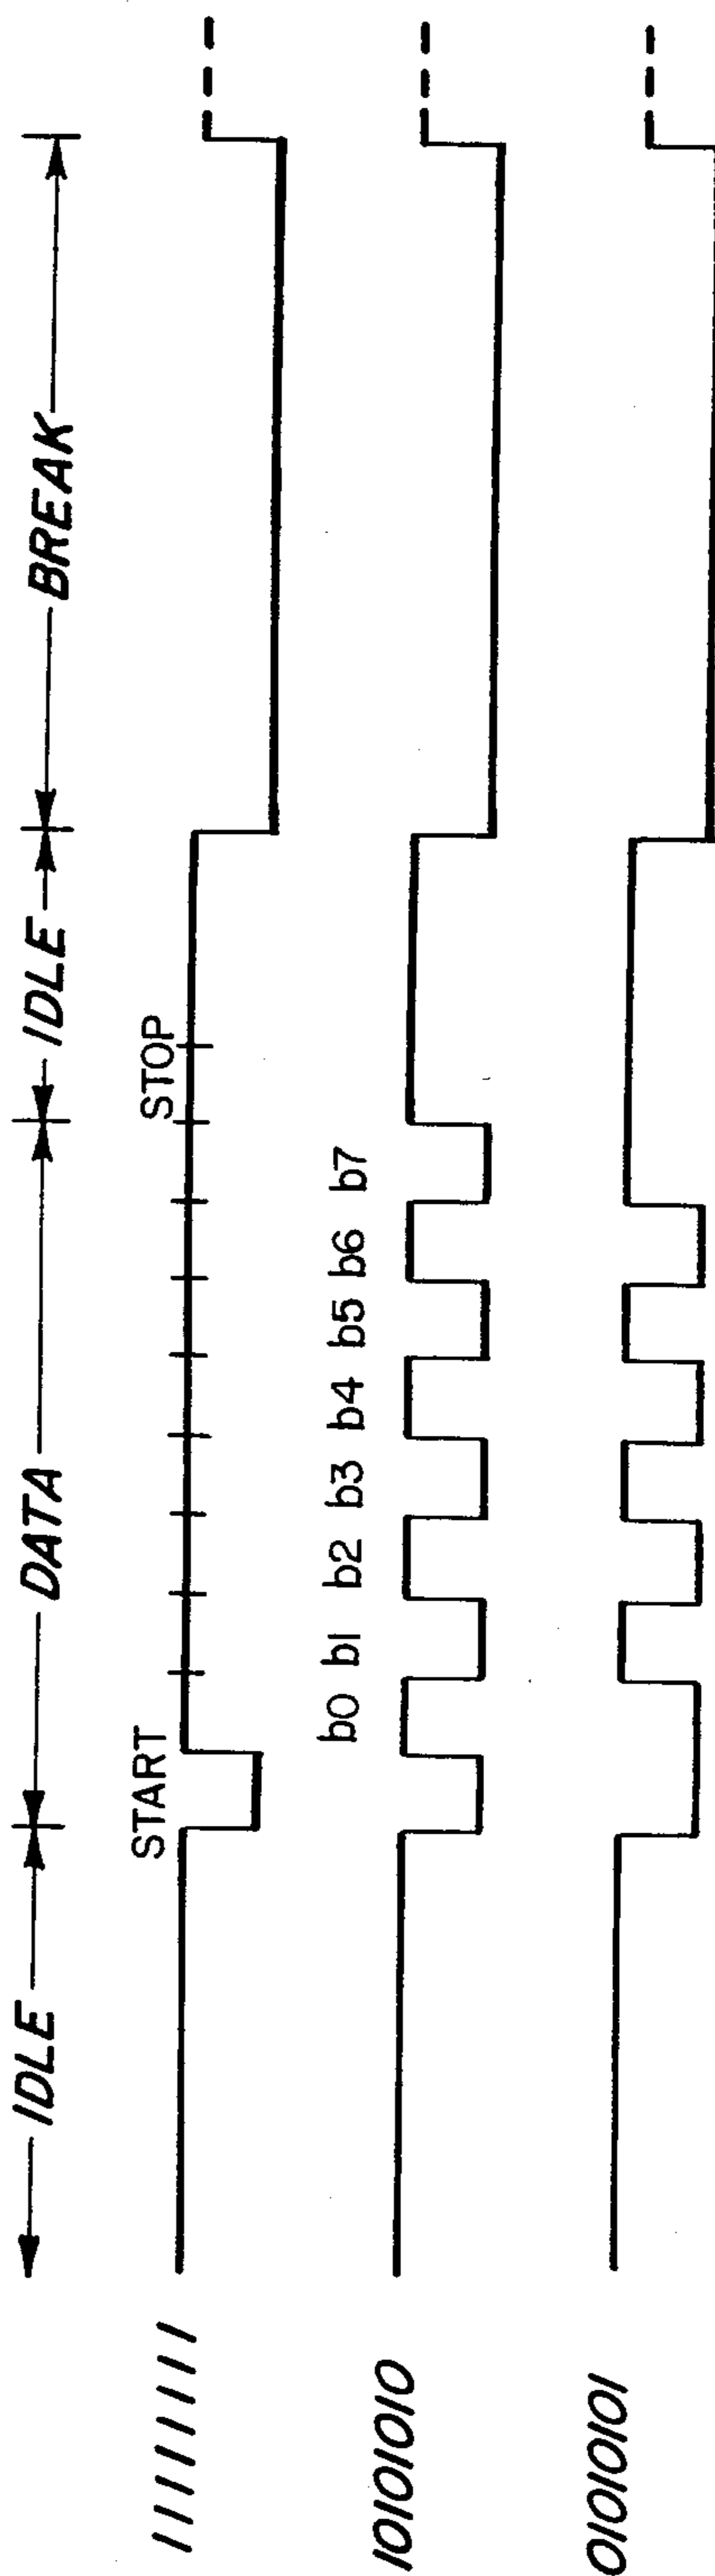 IDLE DATA IDLE BREAK
START STOP
11111111
b0 b1 b2 b3 b4 b5 b6 b7
10101010
01010101